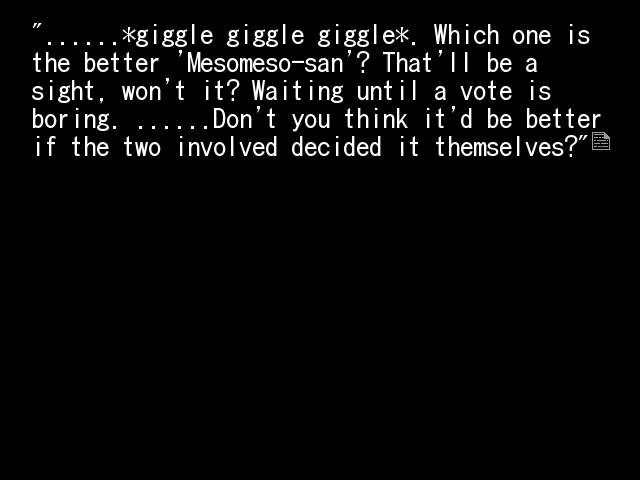 "......*giggle giggle giggle*. Which one is
the better 'Mesomeso-san'? That'll be a
sight, won't it? Waiting until a vote is
boring. ......Don't you think it'd be better
if the two involved decided it themselves?"